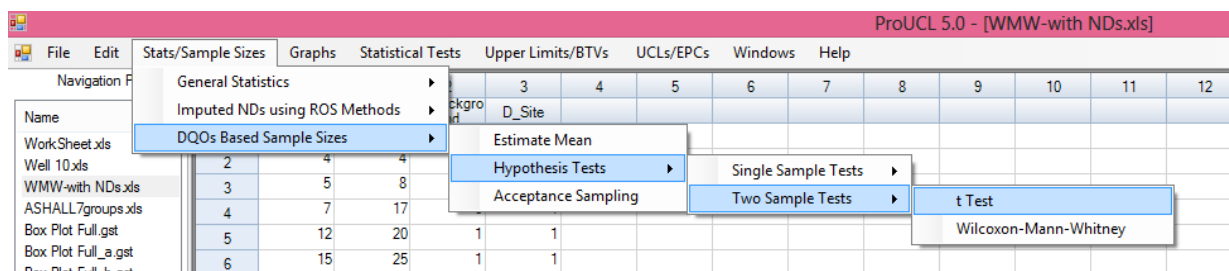 ProUCL 5.0 - [WMW-with NDs.xls]
File Edit Stats/Sample Sizes Graphs Statistical Tests Upper Limits/BTVs UCLs/EPCs Windows Help
Navigation P
General Statistics
Imputed NDs using ROS Methods
DQOs Based Sample Sizes
Estimate Mean
Hypothesis Tests
Acceptance Sampling
Single Sample Tests
Two Sample Tests
t Test
Wilcoxon-Mann-Whitney
Name
WorkSheet.xls
Well 10.xls
WMW-with NDs.xls
ASHALL7groups.xls
Box Plot Full.gst
Box Plot Full_a.gst
3 4 5 6 7 8 9 10 11 12
D_Site
2 4 4
3 5 8
4 7 17
5 12 20 1 1
6 15 25 1 1